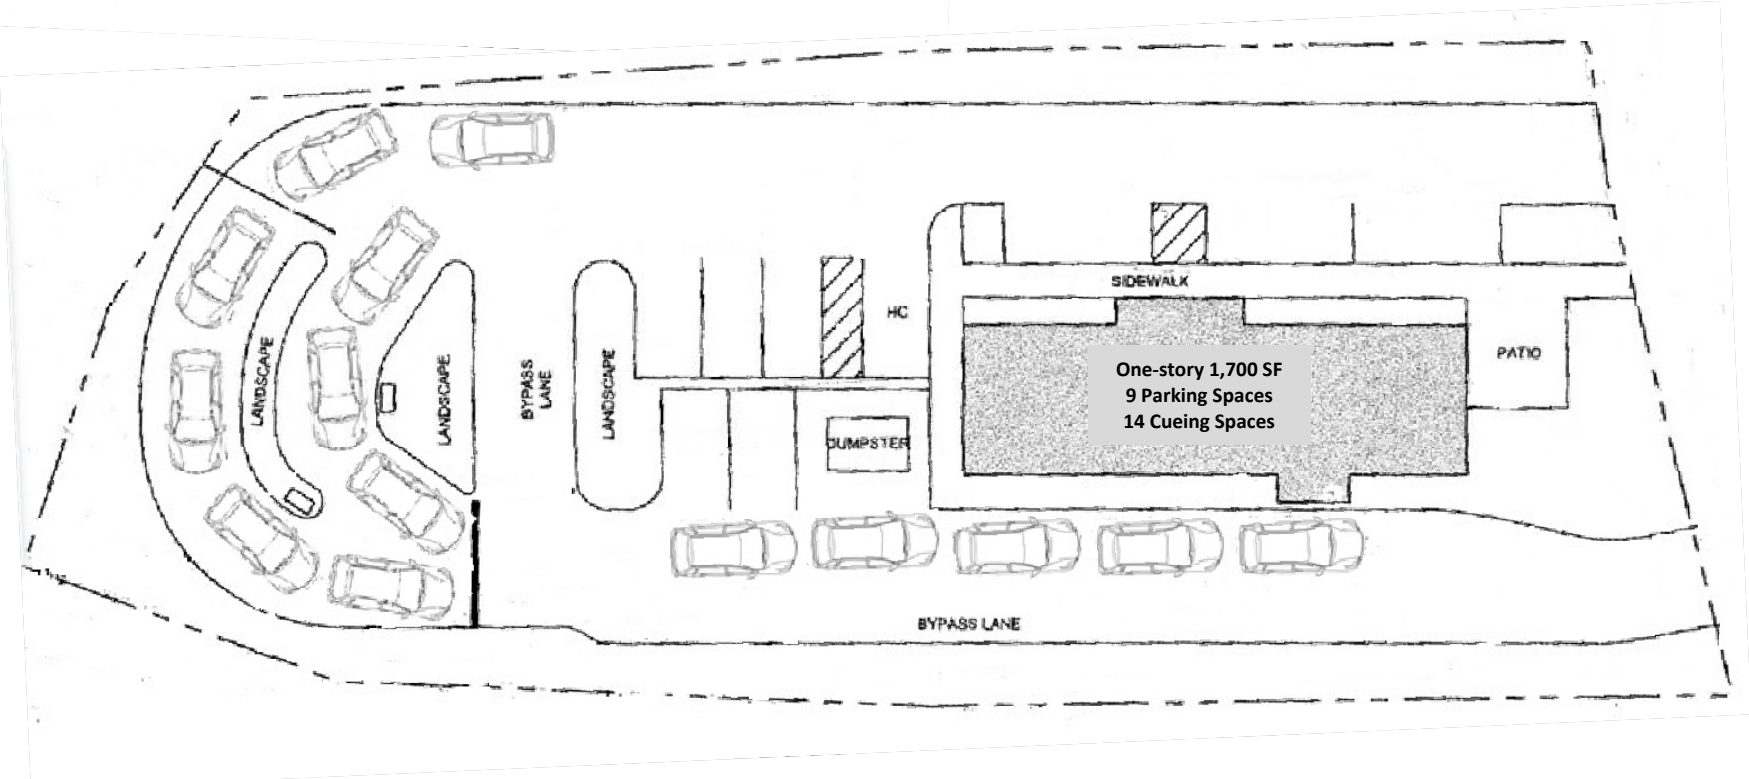 SIDEWALK
HC
PATIO
LANDSCAPE
LANDSCAPE
BYPASS
LANE
LANDSCAPE
One-story 1,700 SF
9 Parking Spaces
14 Cueing Spaces
DUMPSTER
BYPASS LANE